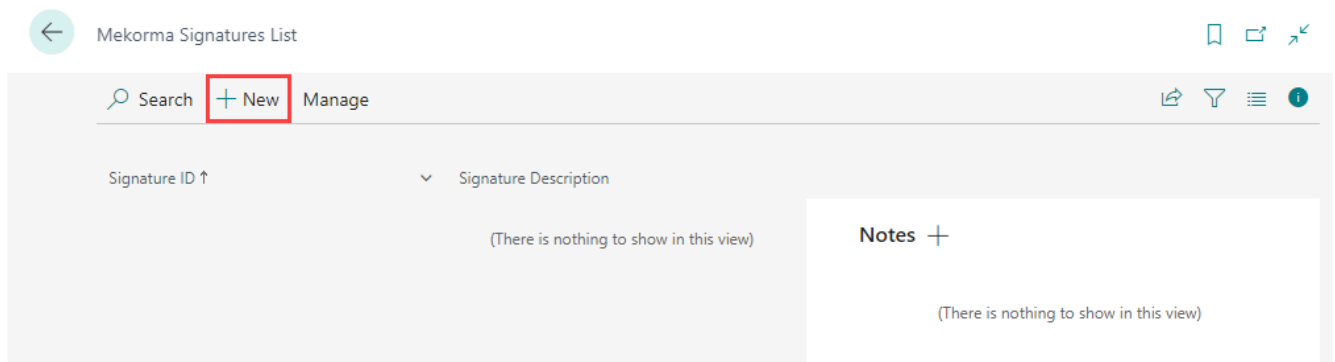 Mekorma Signatures List
Search + New Manage
Signature ID ↑ Signature Description
(There is nothing to show in this view)
Notes +
(There is nothing to show in this view)